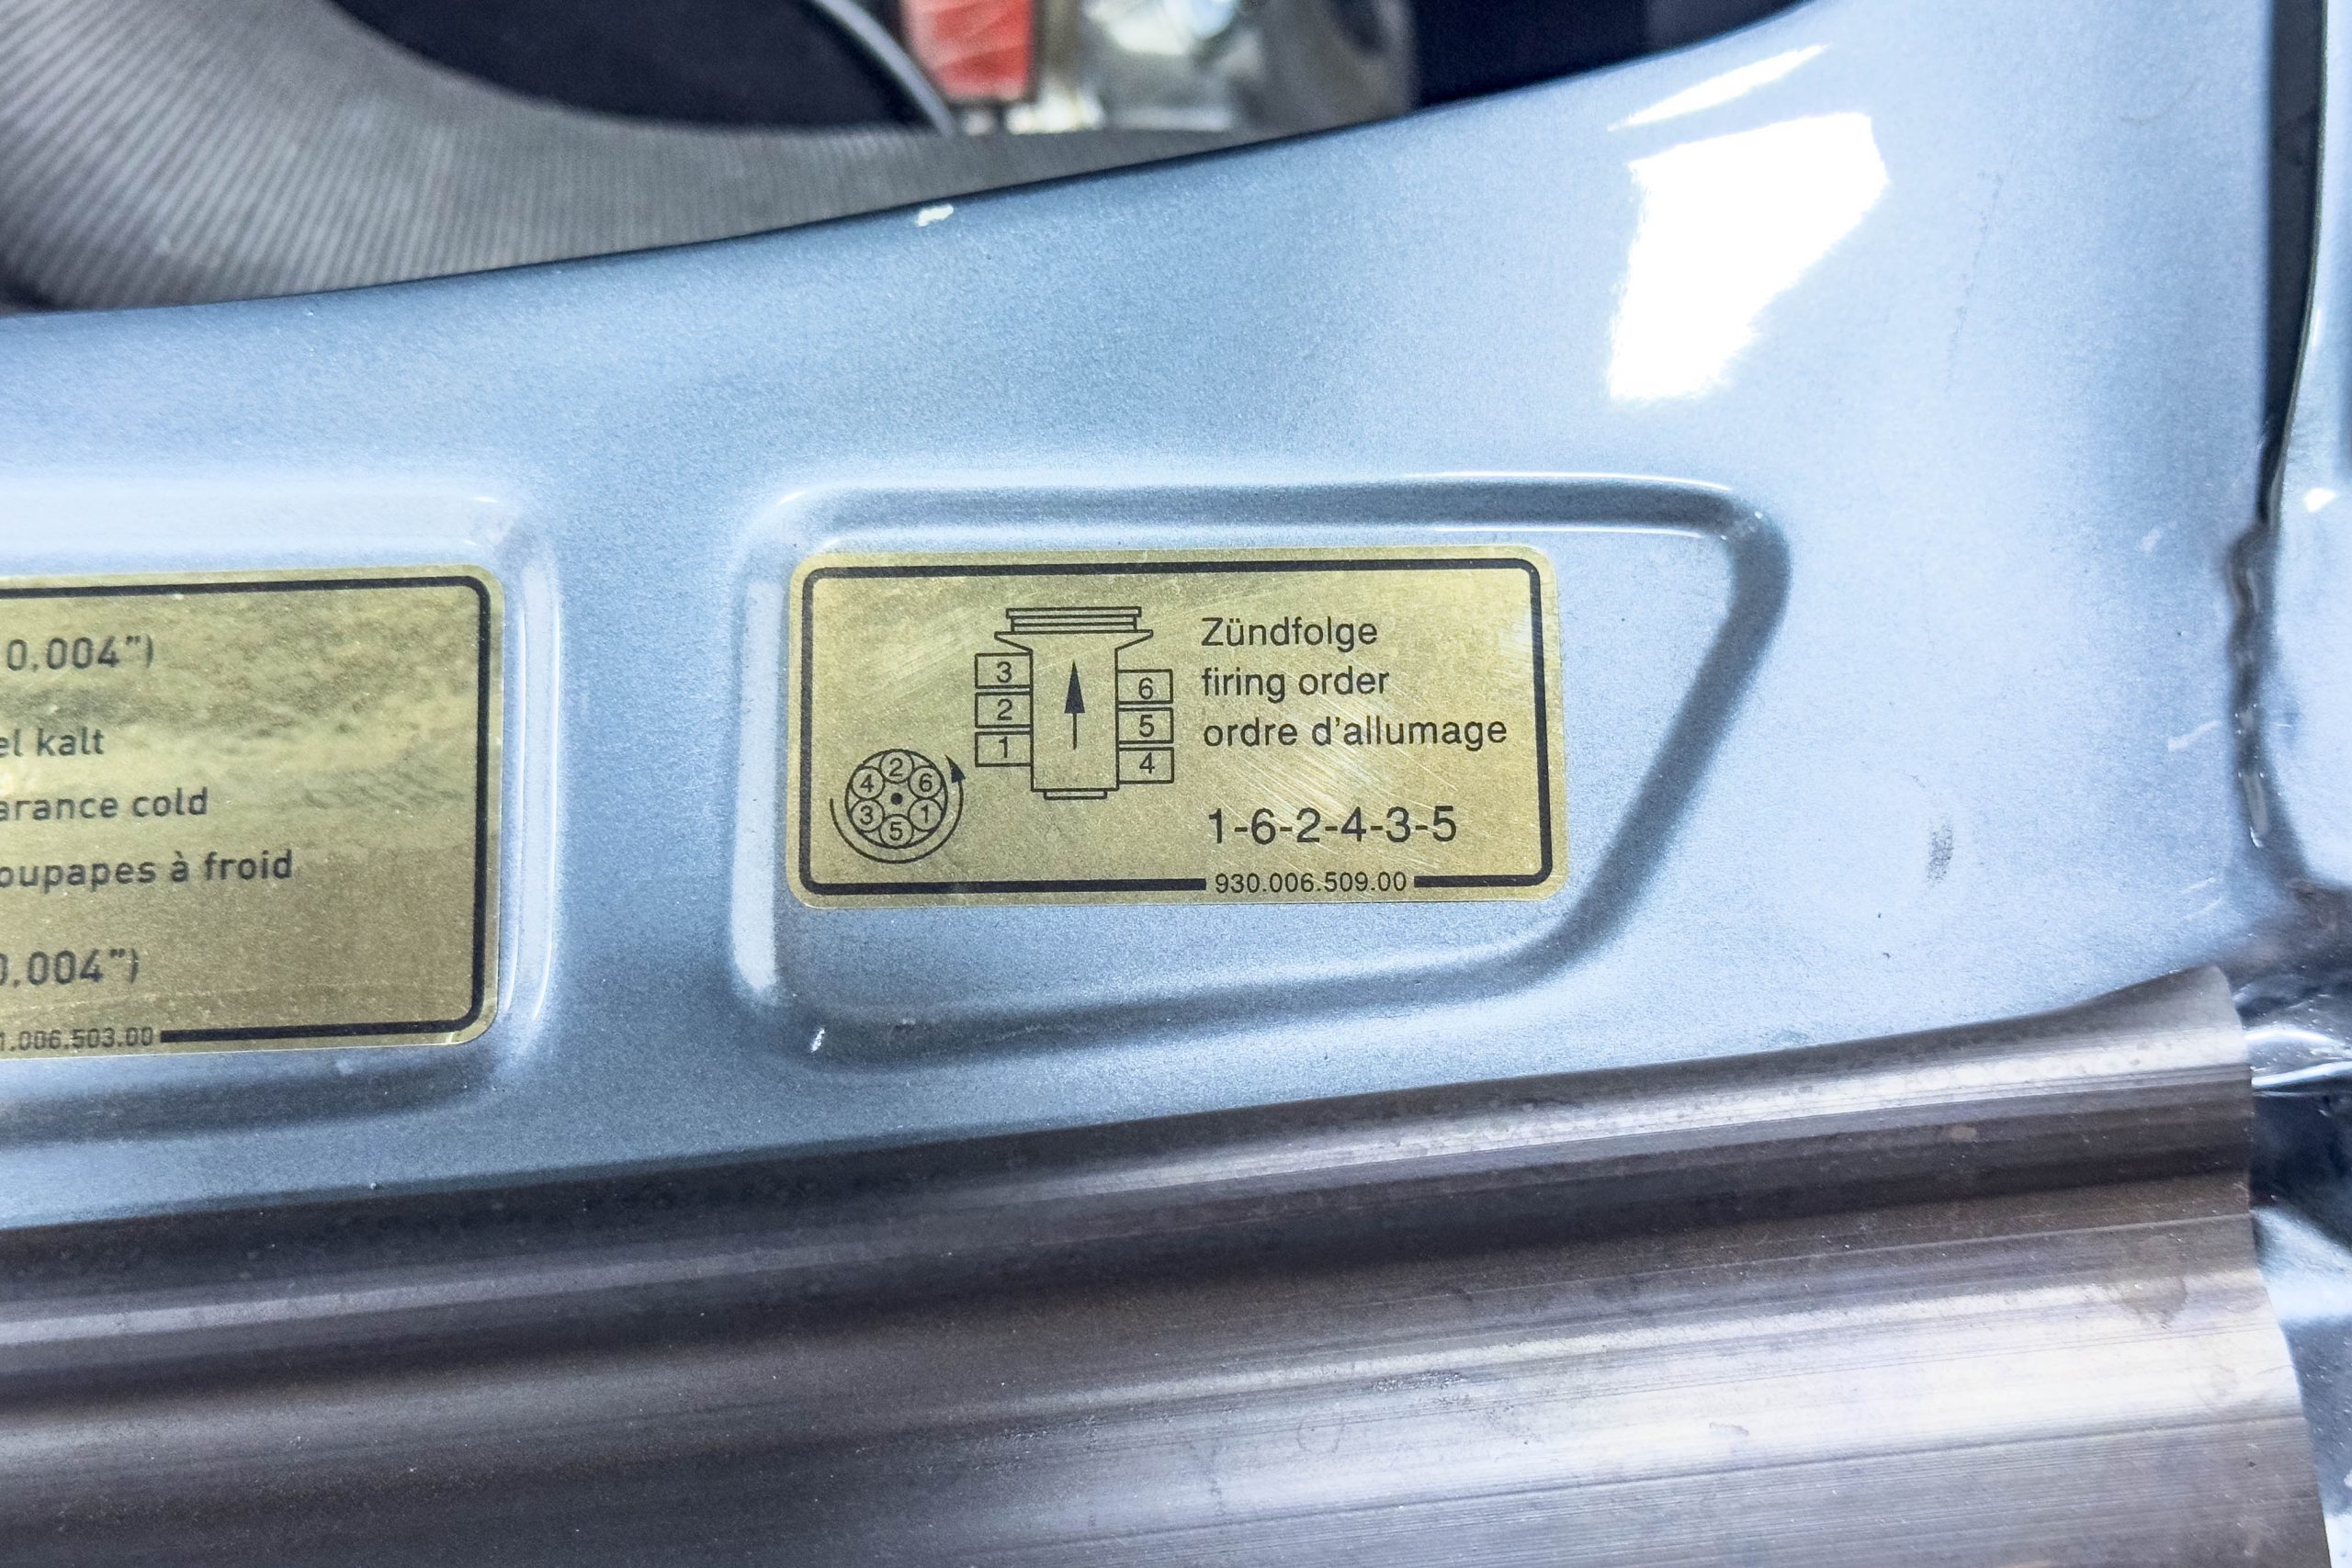 0,004")
el kalt
arance cold
oupapes à froid
0,004")
1.006.503.00
3
2
1
6
5
4
2
6
1
5
3
4
Zündfolge
firing order
ordre d'allumage
1-6-2-4-3-5
930.006.509.00